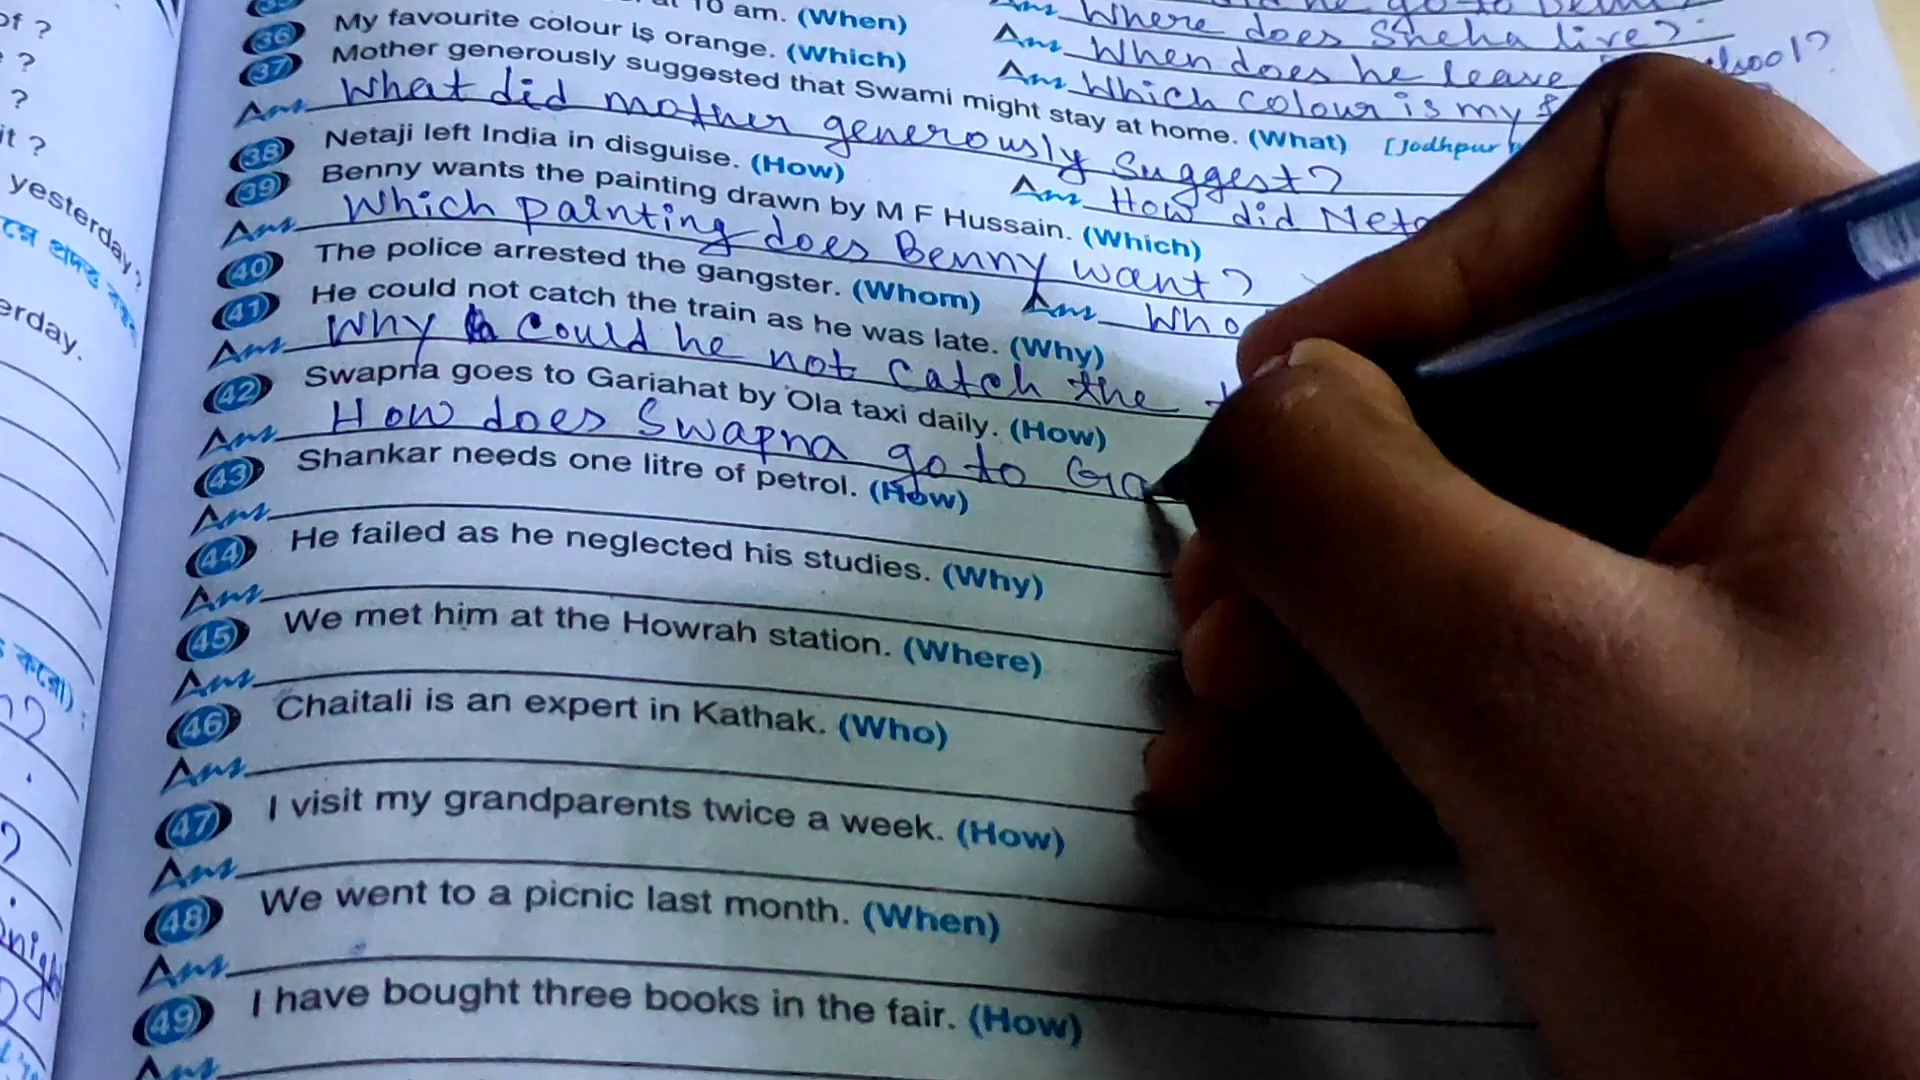 of ?
?
?
it ?
yesterday ?
erday.
10 am. (When)
Ans Where does Sneha live?
36 My favourite colour is orange. (Which)
Ans When does he leave school?
37 Mother generously suggested that Swami might stay at home. (What) [Jodhpur
Ans Which colour is my
Ans What did mother generously suggest?
38 Netaji left India in disguise. (How)
Ans How did Neta
39 Benny wants the painting drawn by M F Hussain. (Which)
Ans Which painting does Benny want?
40 The police arrested the gangster. (Whom) Ans Who
41 He could not catch the train as he was late. (Why)
Ans Why could he not catch the t
42 Swapna goes to Gariahat by Ola taxi daily. (How)
Ans How does Swapna go to Ga
43 Shankar needs one litre of petrol. (How)
Ans
44 He failed as he neglected his studies. (Why)
Ans
45 We met him at the Howrah station. (Where)
Ans
46 Chaitali is an expert in Kathak. (Who)
Ans
47 I visit my grandparents twice a week. (How)
Ans
48 We went to a picnic last month. (When)
Ans
49 I have bought three books in the fair. (How)
Ans